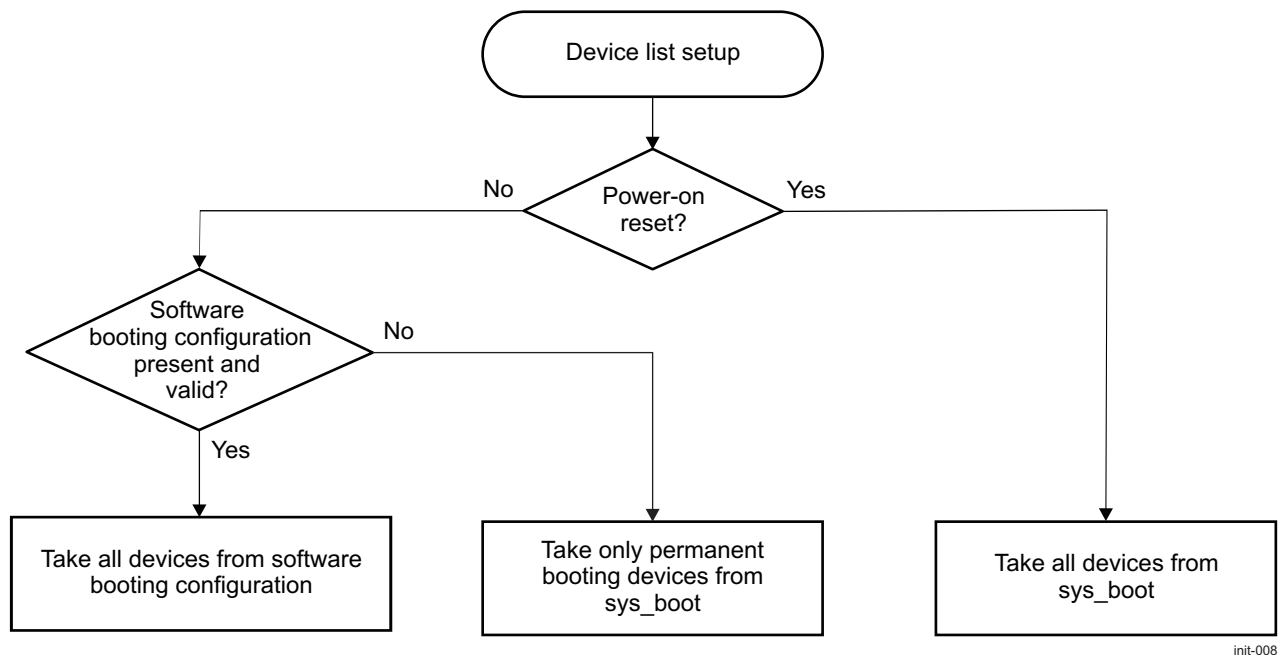 Device list setup
No
Power-on
reset?
Yes
Software
booting configuration
present and
valid?
No
Yes
Take all devices from software
booting configuration
Take only permanent
booting devices from
sys_boot
Take all devices from
sys_boot
init-008